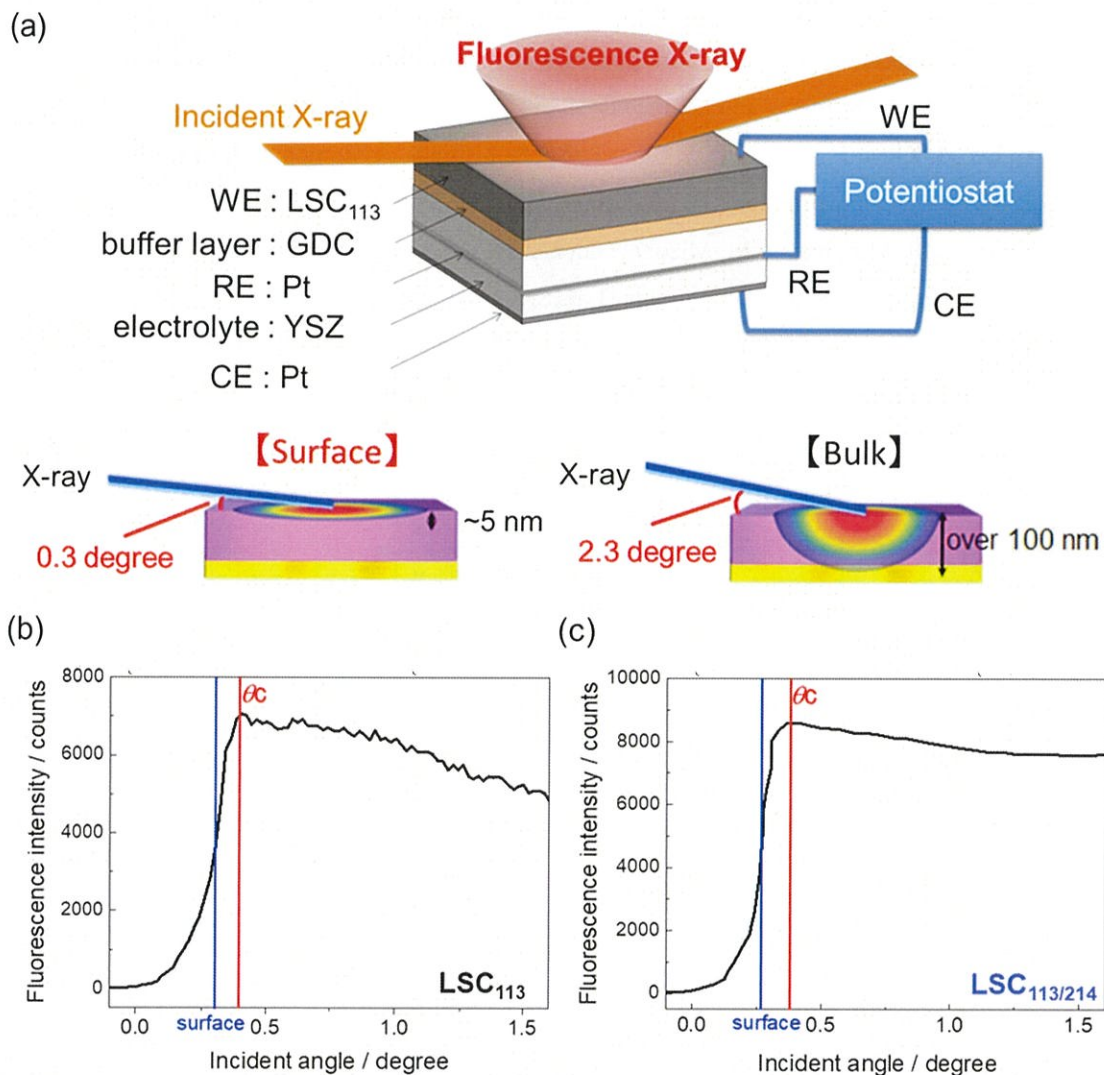 (a)
Fluorescence X-ray
Incident X-ray
WE
Potentiostat
WE : LSC113
buffer layer : GDC
RE : Pt
RE
electrolyte : YSZ
CE
CE : Pt
【Surface】
X-ray
0.3 degree
~5 nm
【Bulk】
X-ray
2.3 degree
over 100 nm
(b)
8000
6000
4000
2000
0
Fluorescence intensity / counts
θc
LSC113
0.0
surface
0.5
1.0
1.5
Incident angle / degree
(c)
10000
8000
6000
4000
2000
0
Fluorescence intensity / counts
θc
LSC113/214
0.0
surface
0.5
1.0
1.5
Incident angle / degree